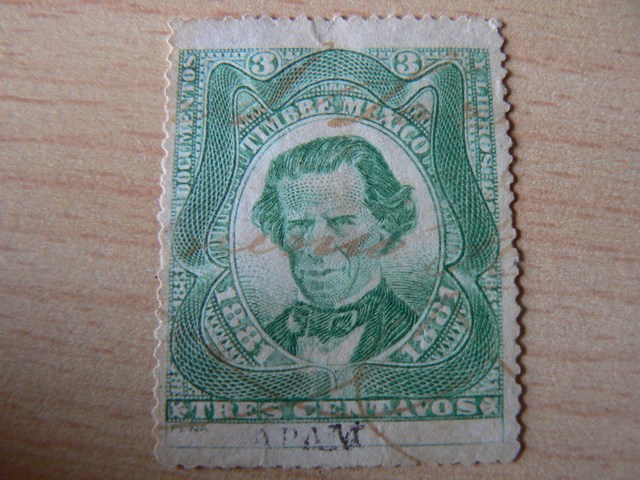 3 3
DOCUMENTOS
Y LIBROS
TIMBRE MEXICO
1881 1881
TRES CENTAVOS
APAM